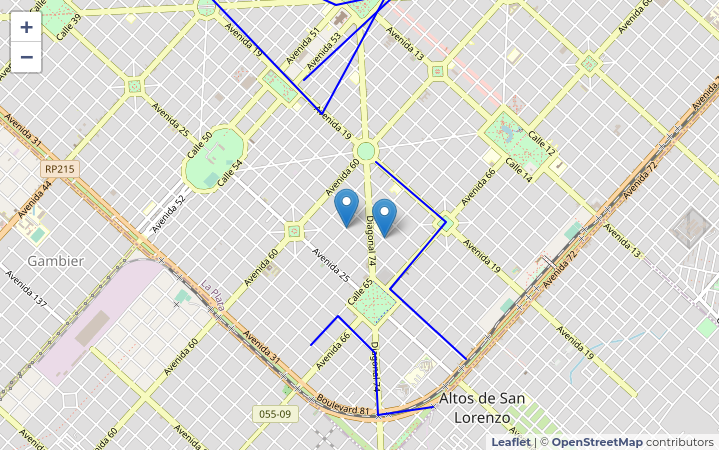 +
−
Calle 39
Avenida 19
Avenida 51
Avenida 53
Avenida 13
Avenida 31
Avenida 25
Calle 50
Calle 54
Avenida 19
Avenida 60
Calle 12
Calle 14
Avenida 72
RP215
Avenida 44
Avenida 52
Avenida 66
Diagonal 74
Avenida 72
Avenida 13
Gambier
Avenida 60
Avenida 25
Avenida 19
Avenida 72
Avenida 137
La Plata
Calle 65
Avenida 31
Avenida 60
Avenida 66
Diagonal 74
Avenida 19
Boulevard 81
055-09
Altos de San
Lorenzo
Avenida 60
Leaflet | © OpenStreetMap contributors